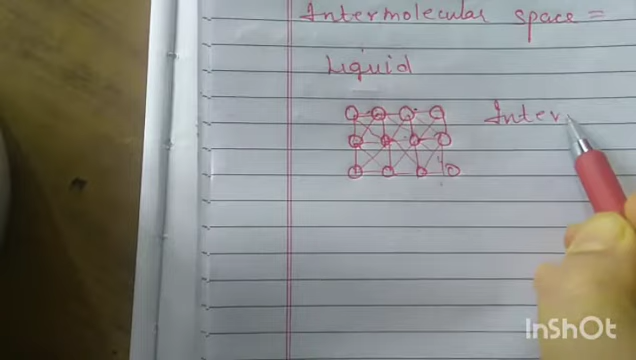 Intermolecular space =
Liquid
Inter
InShOt